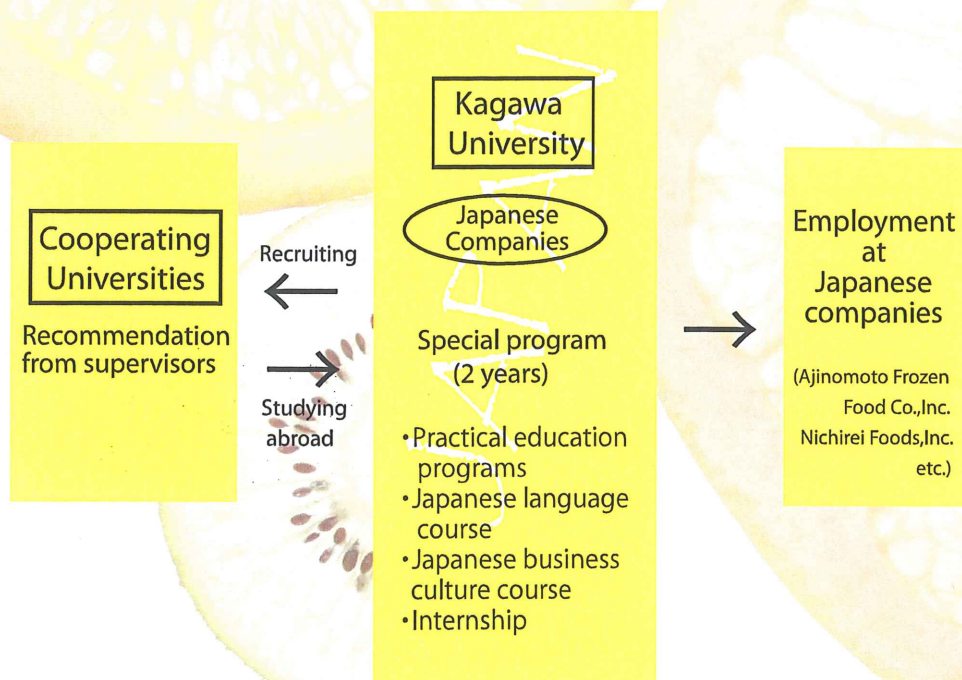 Cooperating
Universities
Recommendation
from supervisors
Recruiting
Studying
abroad
Kagawa
University
Japanese
Companies
JAPAN
Special program
(2 years)
・Practical education
programs
・Japanese language
course
・Japanese business
culture course
・Internship
Employment
at
Japanese
companies
(Ajinomoto Frozen
Food Co.,Inc.
Nichirei Foods,Inc.
etc.)